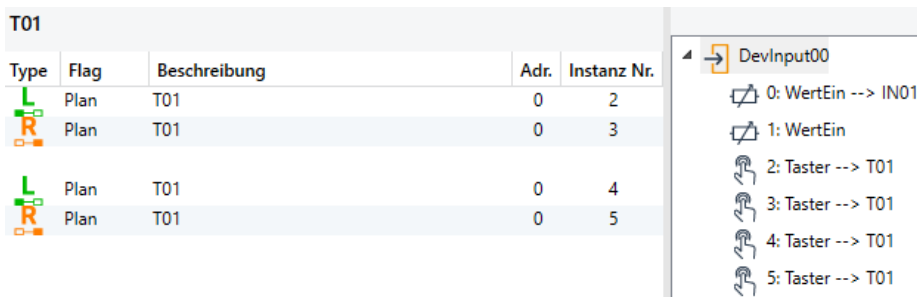 T01
Type Flag Beschreibung Adr. Instanz Nr.
L Plan T01 0 2
R Plan T01 0 3
L Plan T01 0 4
R Plan T01 0 5
DevInput00
0: WertEin --> IN01
1: WertEin
2: Taster --> T01
3: Taster --> T01
4: Taster --> T01
5: Taster --> T01